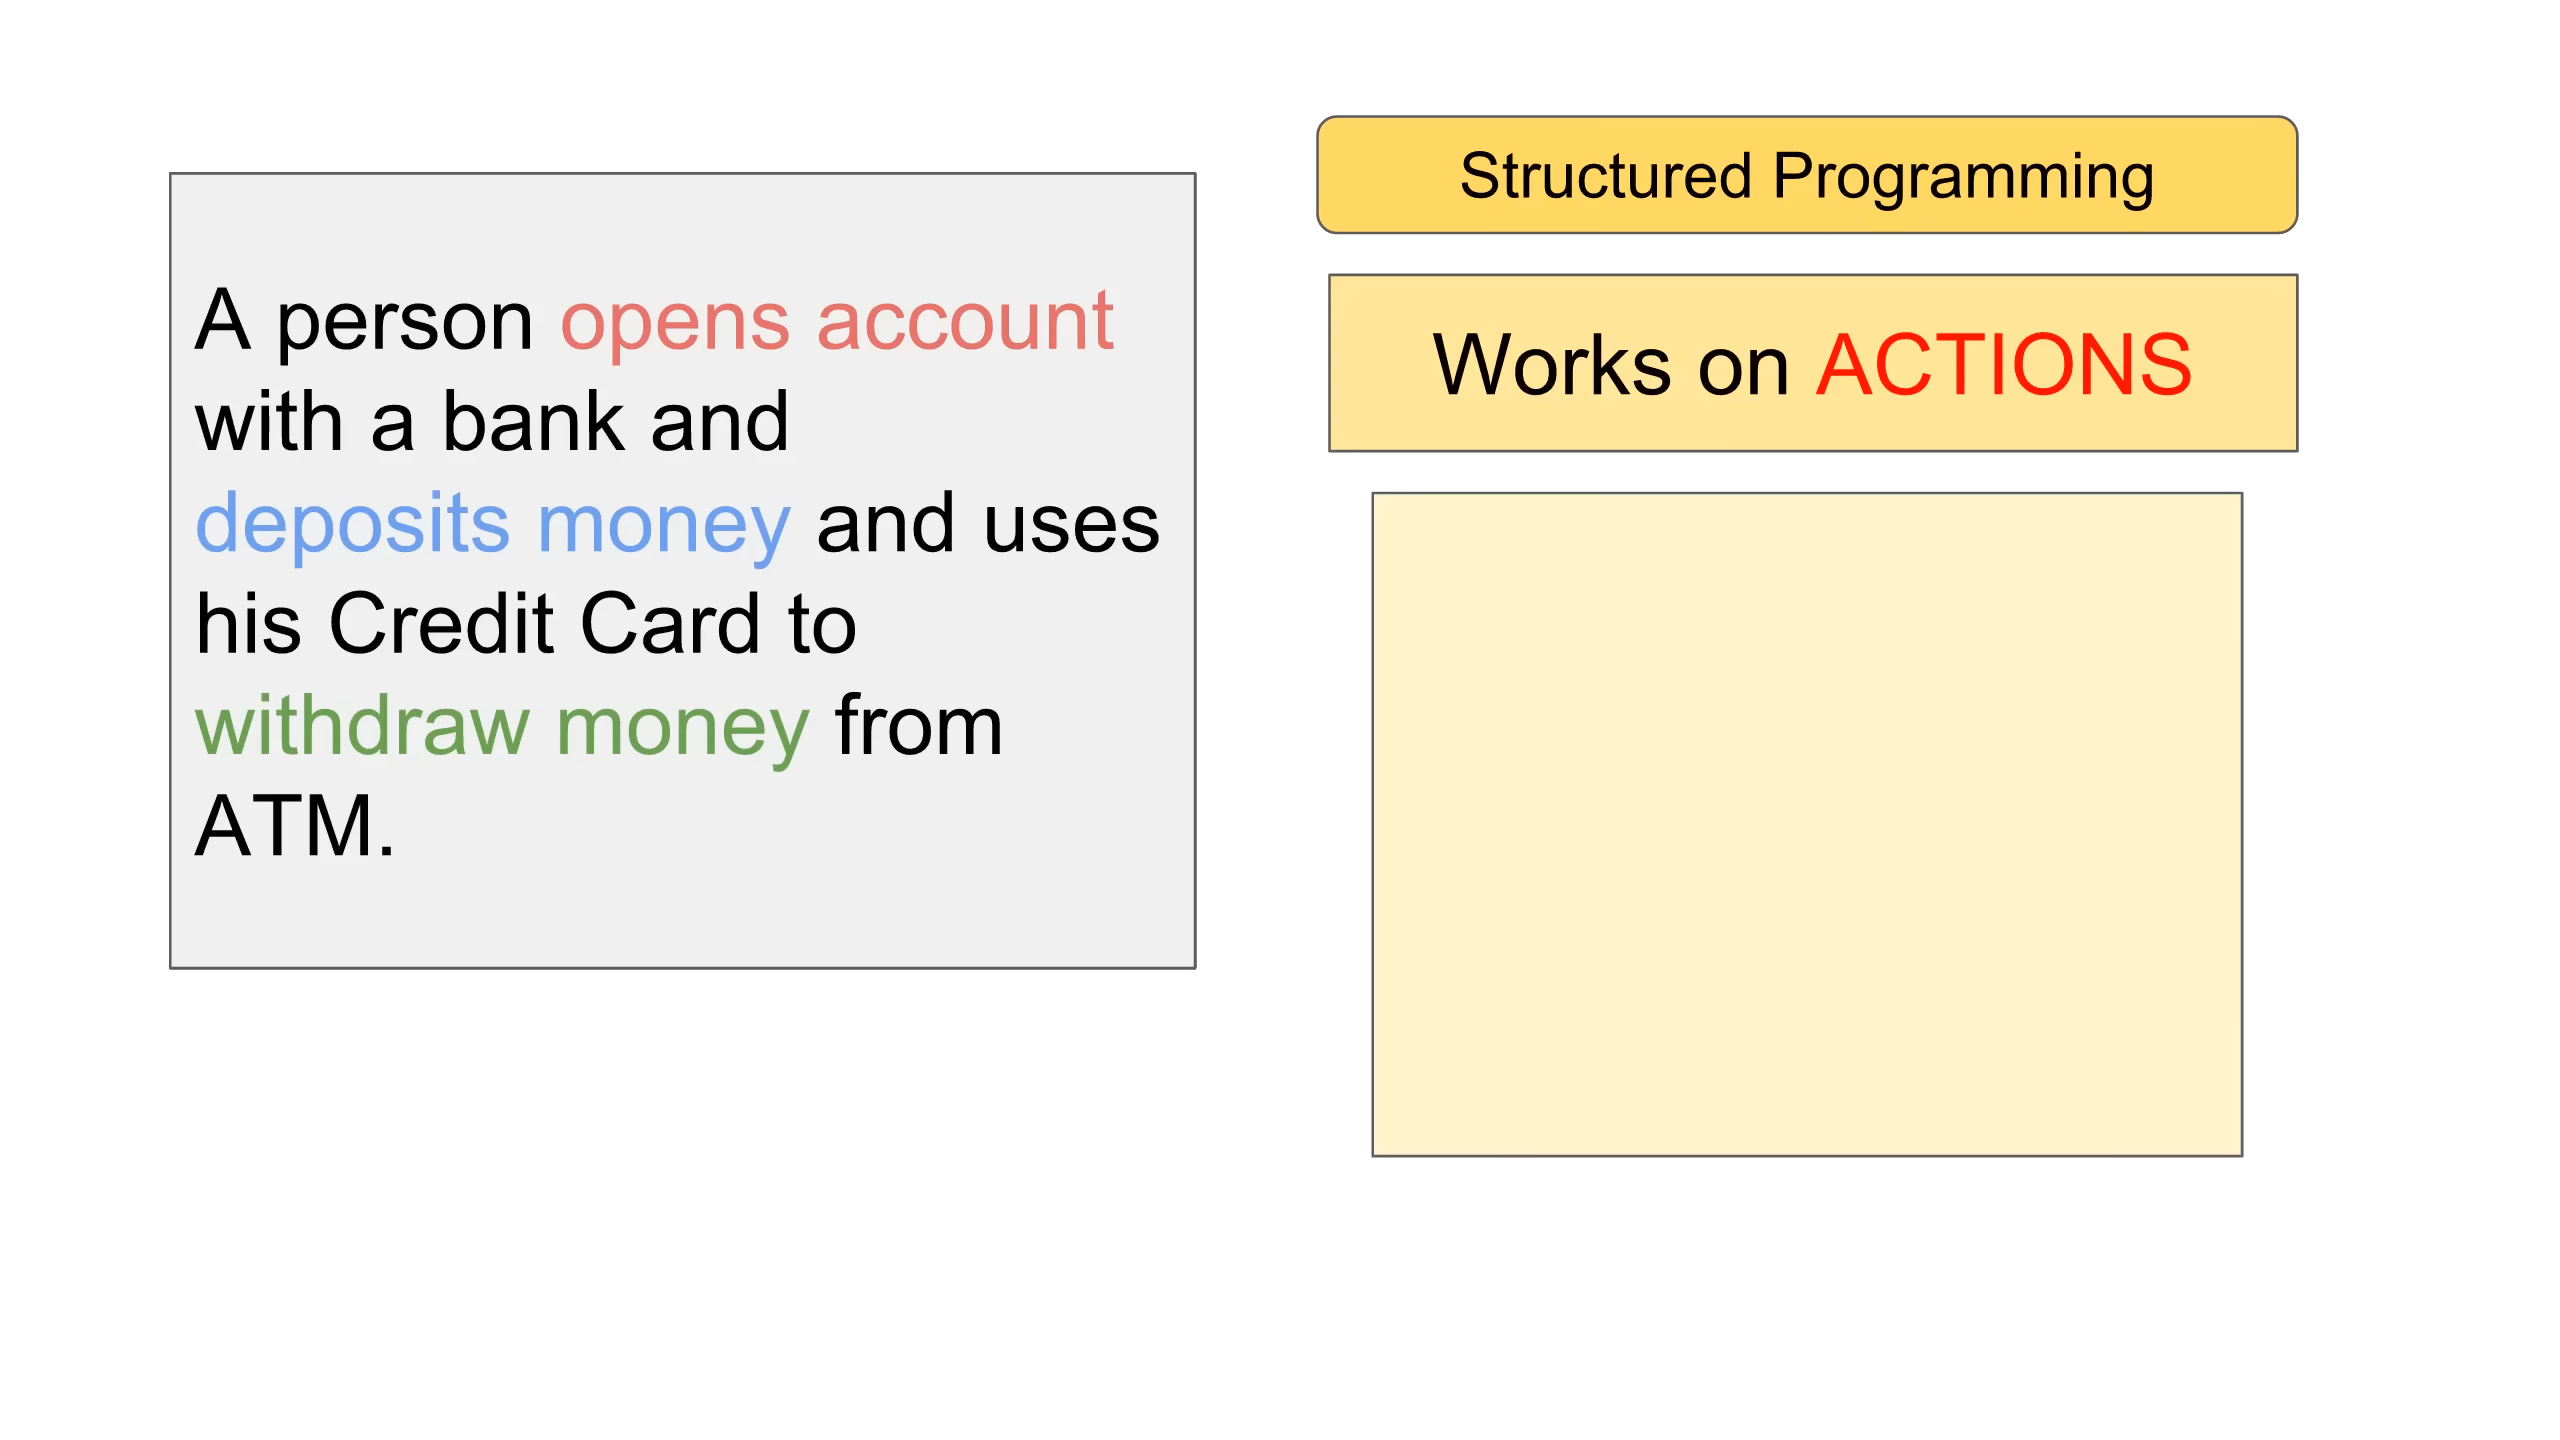 A person opens account
with a bank and
deposits money and uses
his Credit Card to
withdraw money from
ATM.
Structured Programming
Works on ACTIONS